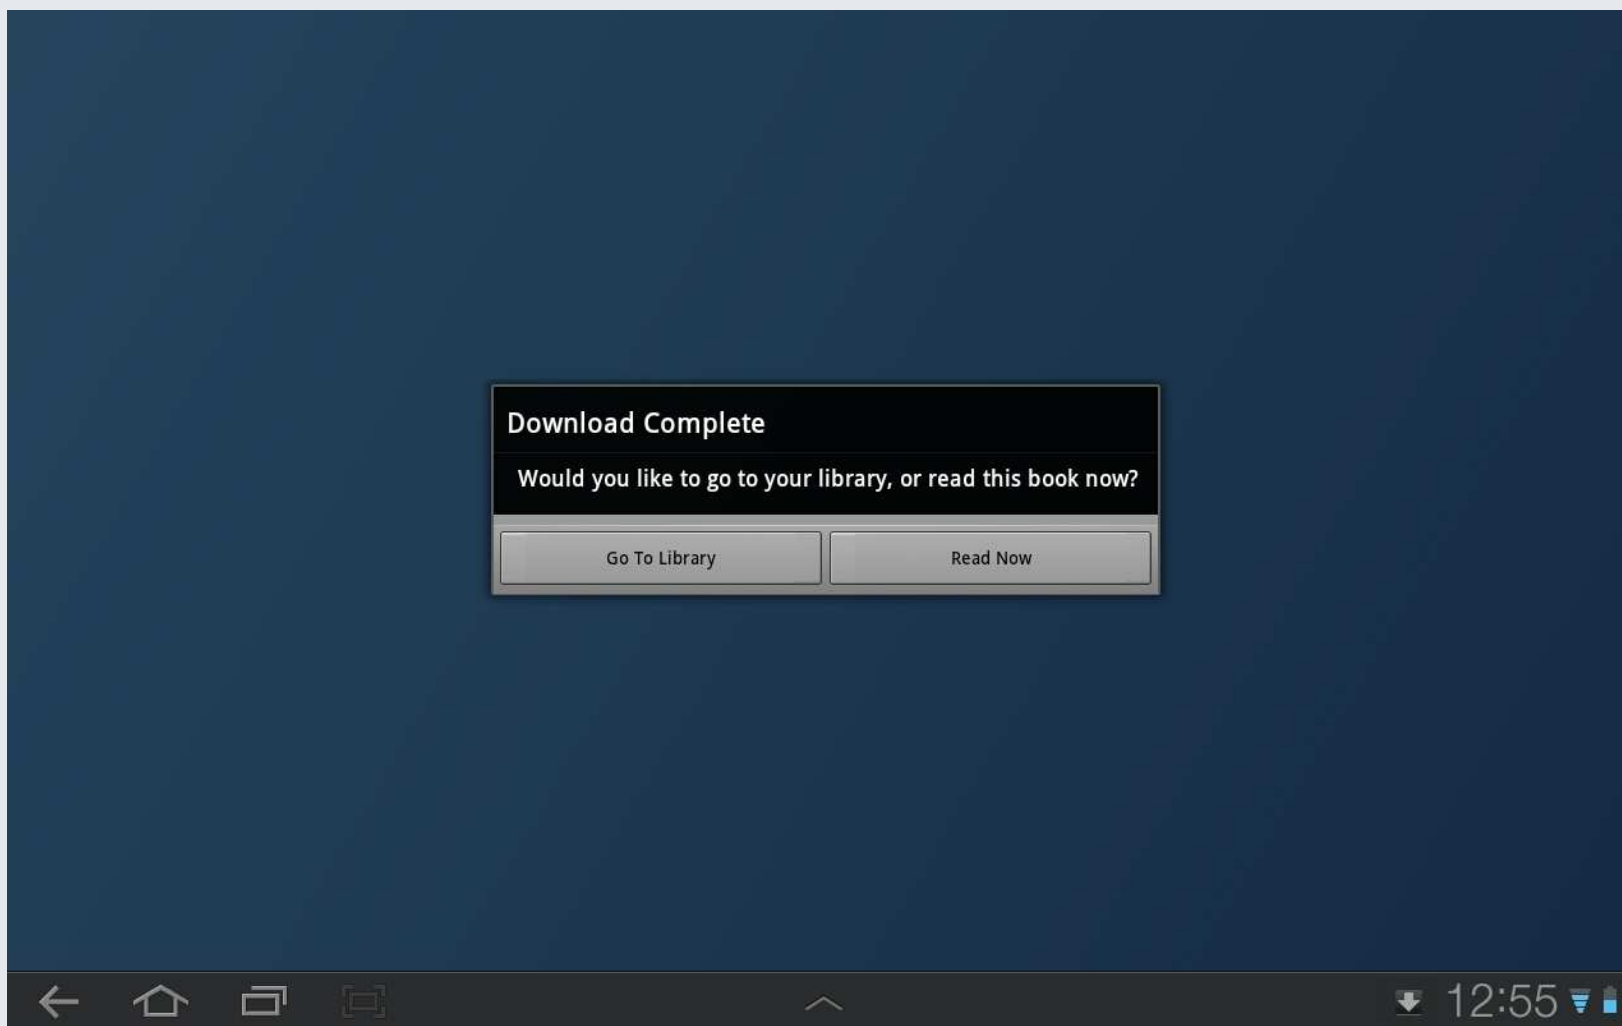 Download Complete
Would you like to go to your library, or read this book now?
Go To Library
Read Now
12:55